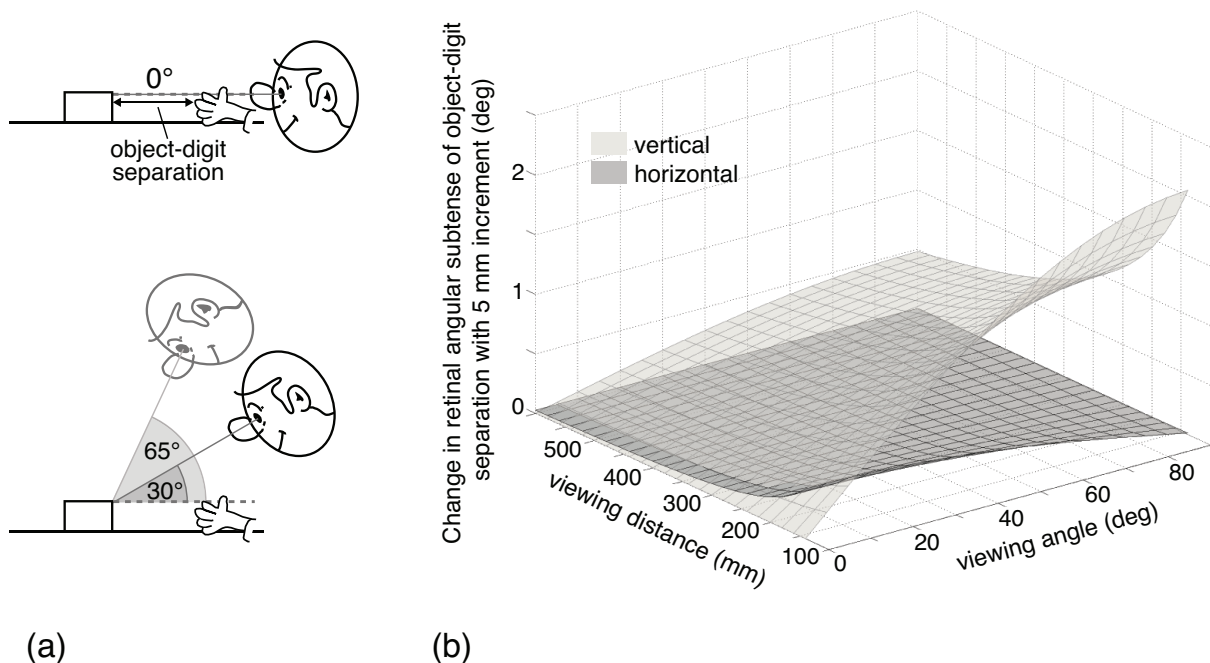 0°
object-digit
separation
65°
30°
(a)
Change in retinal angular subtense of object-digit
separation with 5 mm increment (deg)
vertical
horizontal
2
1
0
500
400
300
200
100
viewing distance (mm)
0
20
40
60
80
viewing angle (deg)
(b)